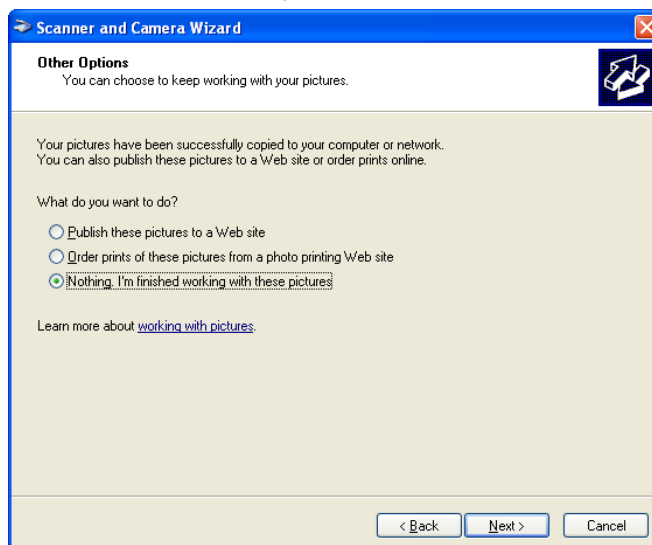 Scanner and Camera Wizard
Other Options
You can choose to keep working with your pictures.
Your pictures have been successfully copied to your computer or network.
You can also publish these pictures to a Web site or order prints online.
What do you want to do?
Publish these pictures to a Web site
Order prints of these pictures from a photo printing Web site
Nothing. I'm finished working with these pictures
Learn more about working with pictures.
< Back Next > Cancel